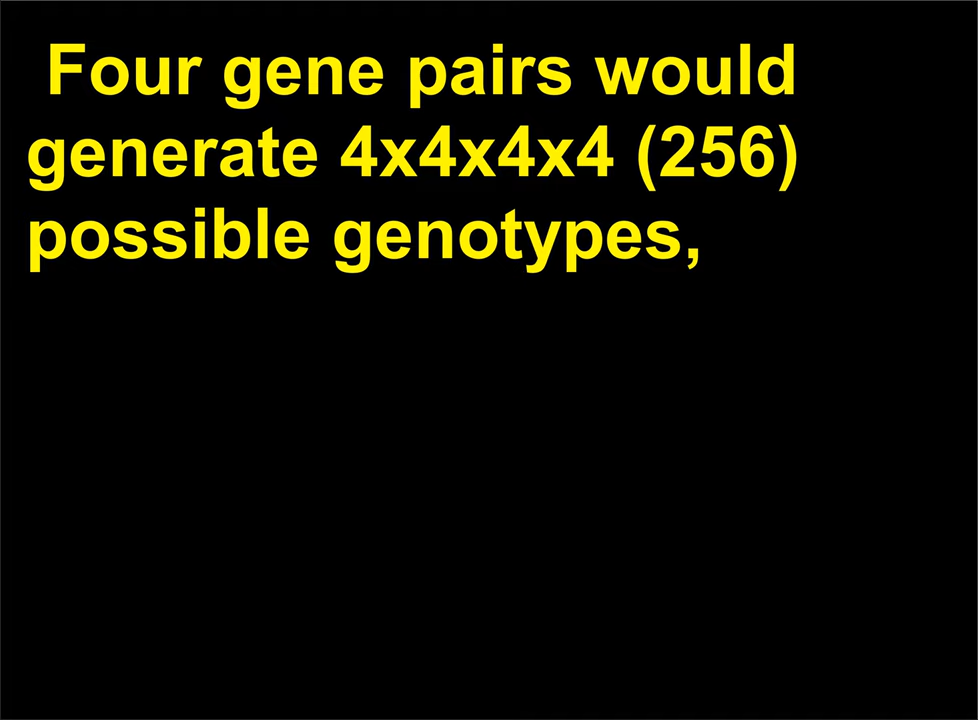 Four gene pairs would
generate 4x4x4x4 (256)
possible genotypes,